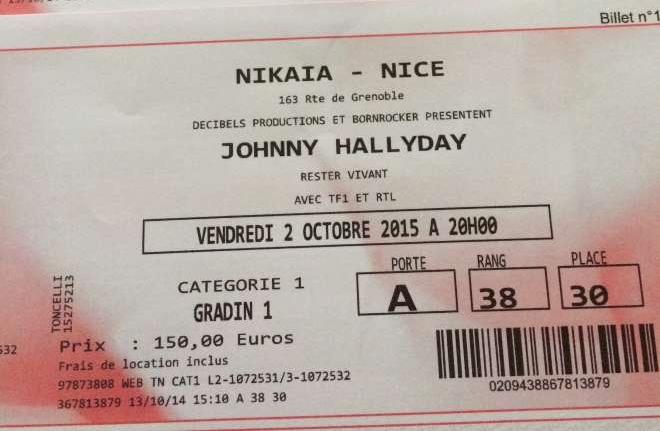 Billet n°1
NIKAIA - NICE
163 Rte de Grenoble
DECIBELS PRODUCTIONS ET BORNROCKER PRESENTENT
JOHNNY HALLYDAY
RESTER VIVANT
AVEC TF1 ET RTL
VENDREDI 2 OCTOBRE 2015 A 20H00
CATEGORIE 1
GRADIN 1
PORTE RANG PLACE
A 38 30
TONCELLI
15275213
532
Prix : 150,00 Euros
Frais de location inclus
97873808 WEB TN CAT1 L2-1072531/3-1072532
367813879 13/10/14 15:10 A 38 30
0209438867813879